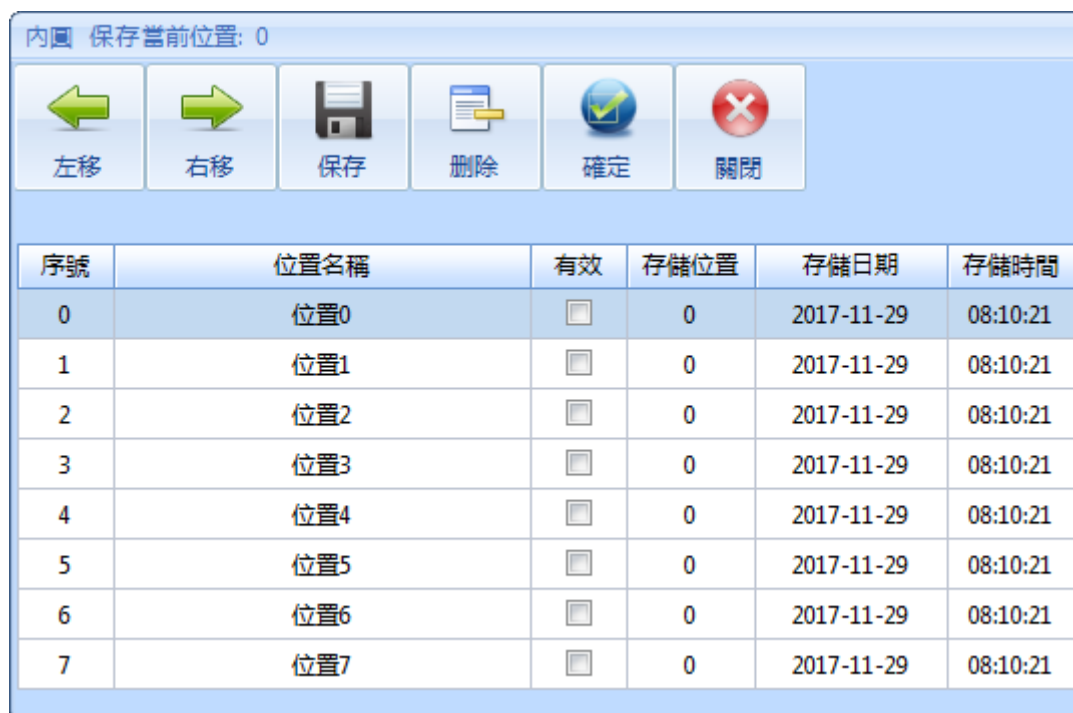 內圓 保存當前位置: 0
左移 右移 保存 刪除 確定 關閉
序號 位置名稱 有效 存儲位置 存儲日期 存儲時間
0 位置0 0 2017-11-29 08:10:21
1 位置1 0 2017-11-29 08:10:21
2 位置2 0 2017-11-29 08:10:21
3 位置3 0 2017-11-29 08:10:21
4 位置4 0 2017-11-29 08:10:21
5 位置5 0 2017-11-29 08:10:21
6 位置6 0 2017-11-29 08:10:21
7 位置7 0 2017-11-29 08:10:21